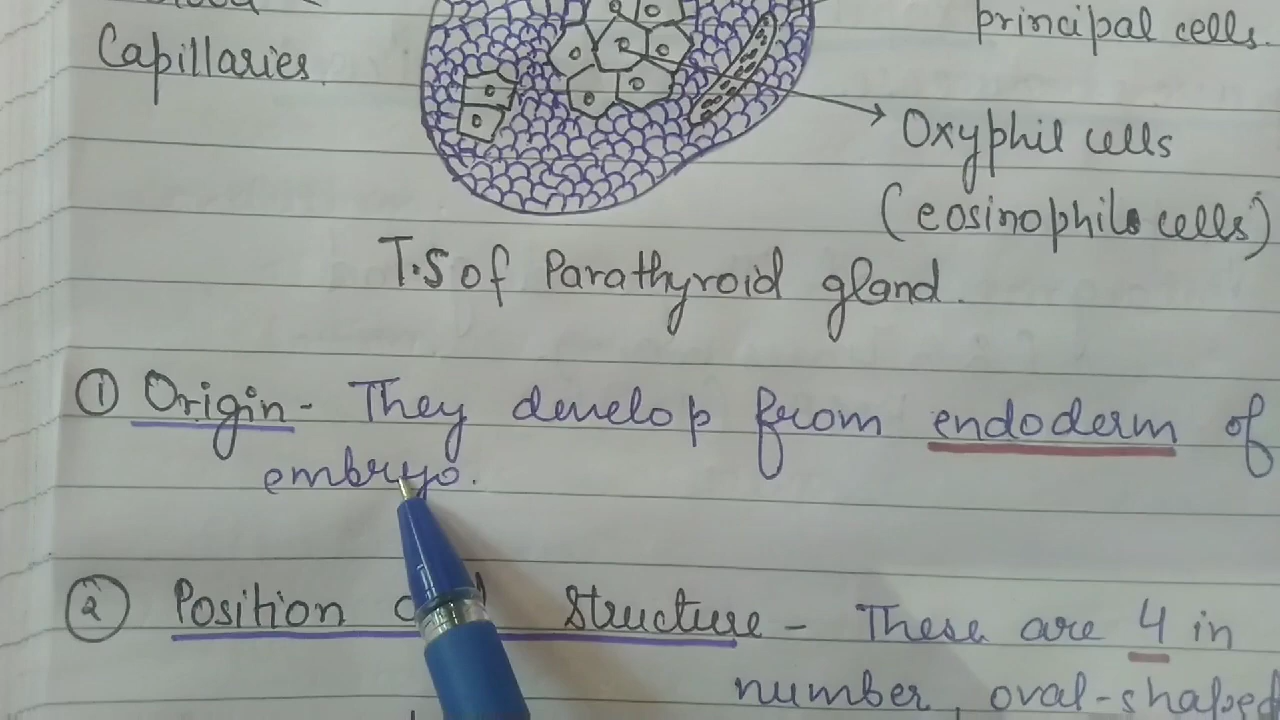 principal cells.
Capillaries
Oxyphil cells
(eosinophils cells)
T.S of Parathyroid gland.
① Origin - They develop from endoderm of
embryo.
② Position Structure - These are 4 in
number, oval-shaped